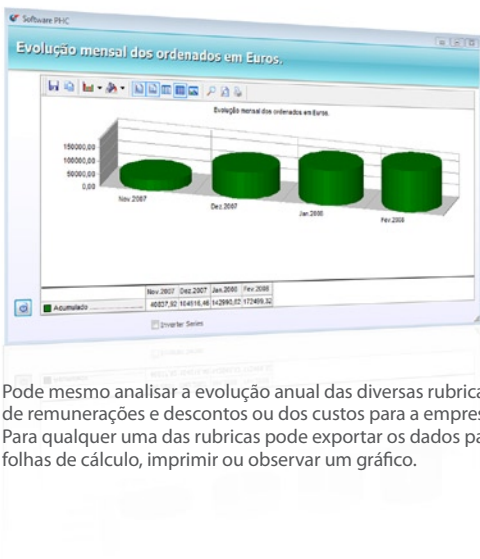 Software PHC
Evolução mensal dos ordenados em Euros.
Evolução mensal dos ordenados em Euros.
150000,00
100000,00
50000,00
0,00
Nov.2007
Dez.2007
Jan.2008
Fev.2008
Nov.2007 Dez.2007 Jan.2008 Fev.2008
Acumulado
Inverter Series
Pode mesmo analisar a evolução anual das diversas rubrica
de remunerações e descontos ou dos custos para a empres
Para qualquer uma das rubricas pode exportar os dados pa
folhas de cálculo, imprimir ou observar um gráfico.